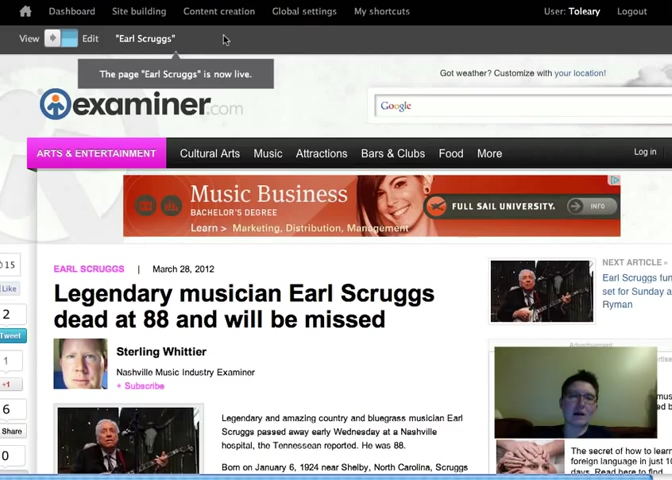 Dashboard Site building Content creation Global settings My shortcuts User: Toleary Logout
View Edit "Earl Scruggs"
The page "Earl Scruggs" is now live.
Got weather? Customize with your location!
examiner.com
Google
ARTS & ENTERTAINMENT Cultural Arts Music Attractions Bars & Clubs Food More Log in
Music Business
BACHELOR'S DEGREE
Learn > Marketing, Distribution, Management
FULL SAIL UNIVERSITY.
INFO
15
Like
2
Tweet
1
+1
6
Share
0
EARL SCRUGGS | March 28, 2012
Legendary musician Earl Scruggs
dead at 88 and will be missed
Sterling Whittier
Nashville Music Industry Examiner
+ Subscribe
Legendary and amazing country and bluegrass musician Earl
Scruggs passed away early Wednesday at a Nashville
hospital, the Tennessean reported. He was 88.
Born on January 6, 1924 near Shelby, North Carolina, Scruggs
NEXT ARTICLE »
Earl Scruggs fun
set for Sunday a
Ryman
Advertisement
The secret of how to learn
foreign language in just 10
days. Read here to find